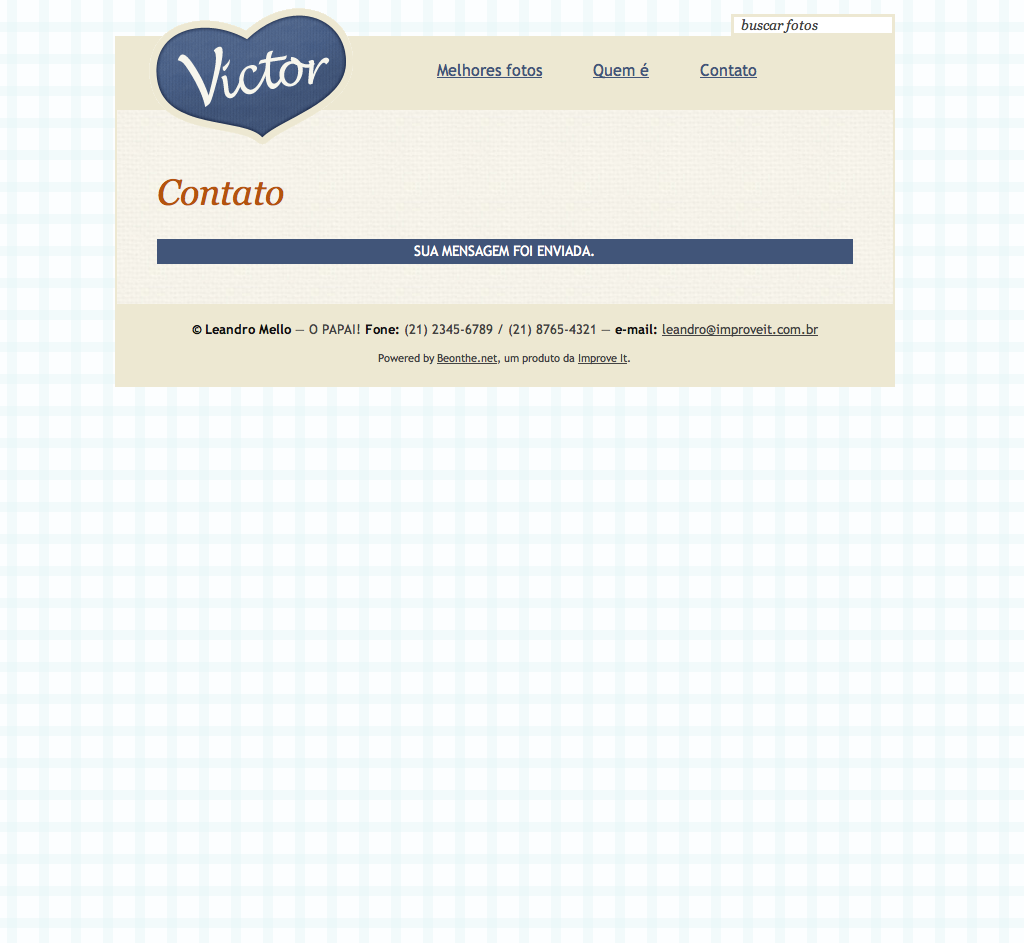 Victor
buscar fotos
Melhores fotos Quem é Contato
Contato
SUA MENSAGEM FOI ENVIADA.
© Leandro Mello — O PAPAI! Fone: (21) 2345-6789 / (21) 8765-4321 — e-mail: leandro@improveit.com.br
Powered by Beonthe.net, um produto da Improve It.